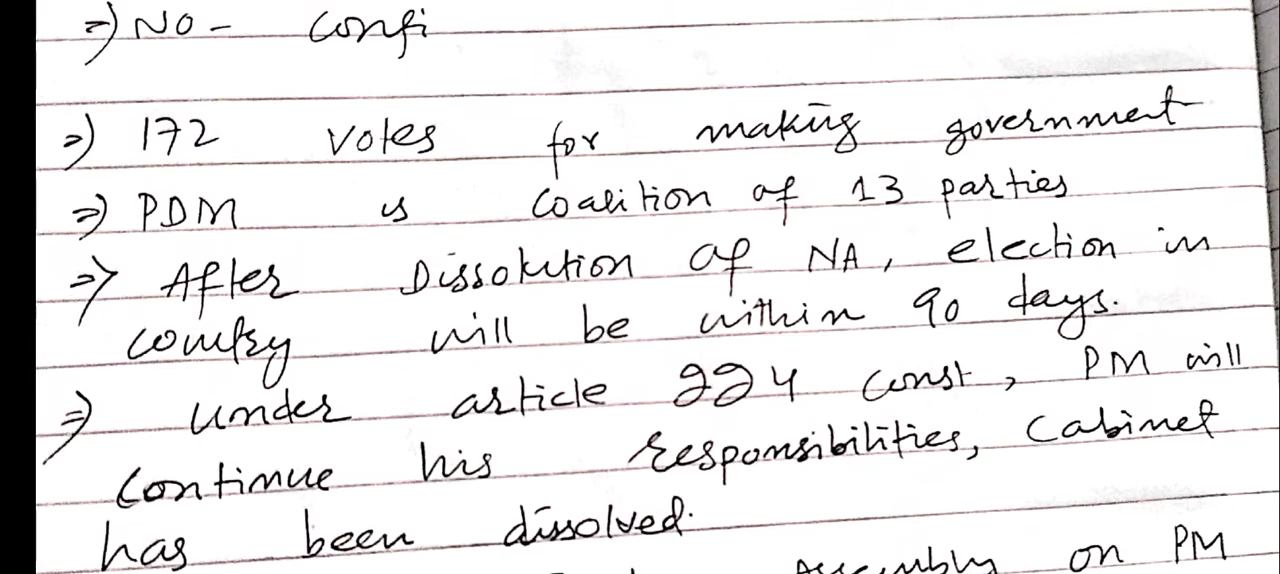 =) NO - Confi
=) 172 votes for making government
=) PDM is Coalition of 13 parties
=> After Dissolution of NA, election in
country will be within 90 days.
=) under article 224 const, PM will
continue his responsibilities, Cabinet
has been dissolved.
Assembly on PM